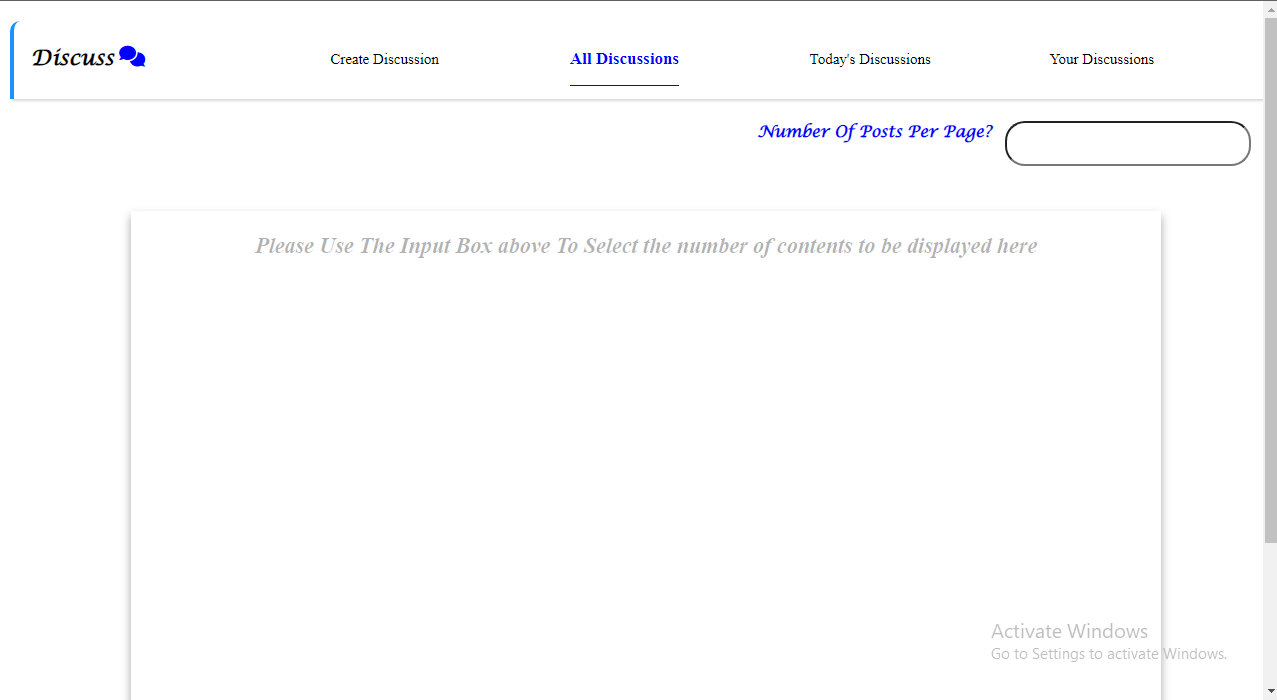 Discuss
Create Discussion
All Discussions
Today's Discussions
Your Discussions
Number Of Posts Per Page?
Please Use The Input Box above To Select the number of contents to be displayed here
Activate Windows
Go to Settings to activate Windows.